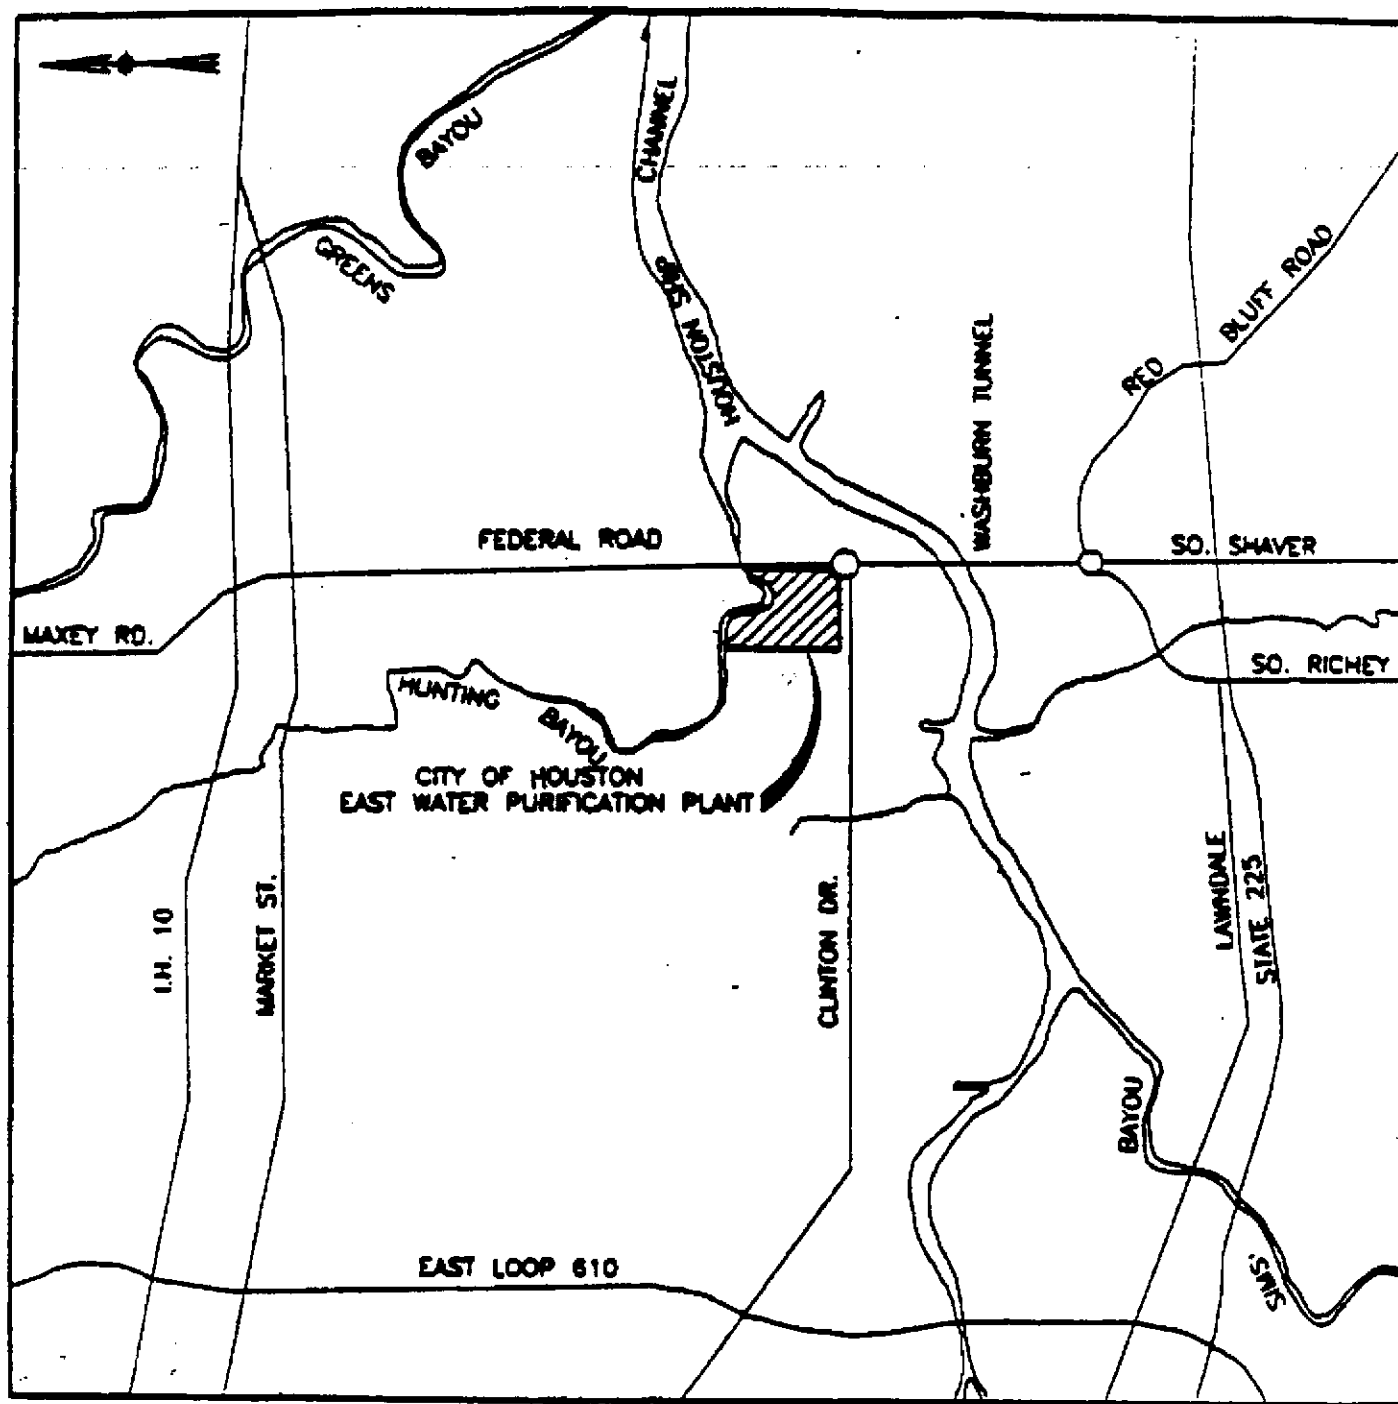 CHANNEL
BAYOU
GREENS
HOUSTON SHIP
BLUFF ROAD
RED
WASHBURN TUNNEL
FEDERAL ROAD
SO. SHAVER
MAXEY RD.
SO. RICHEY
HUNTING
BAYOU
CITY OF HOUSTON
EAST WATER PURIFICATION PLANT
LAWNDALE
STATE 225
I.H. 10
MARKET ST.
CLINTON DR.
BAYOU
SIMS
EAST LOOP 610